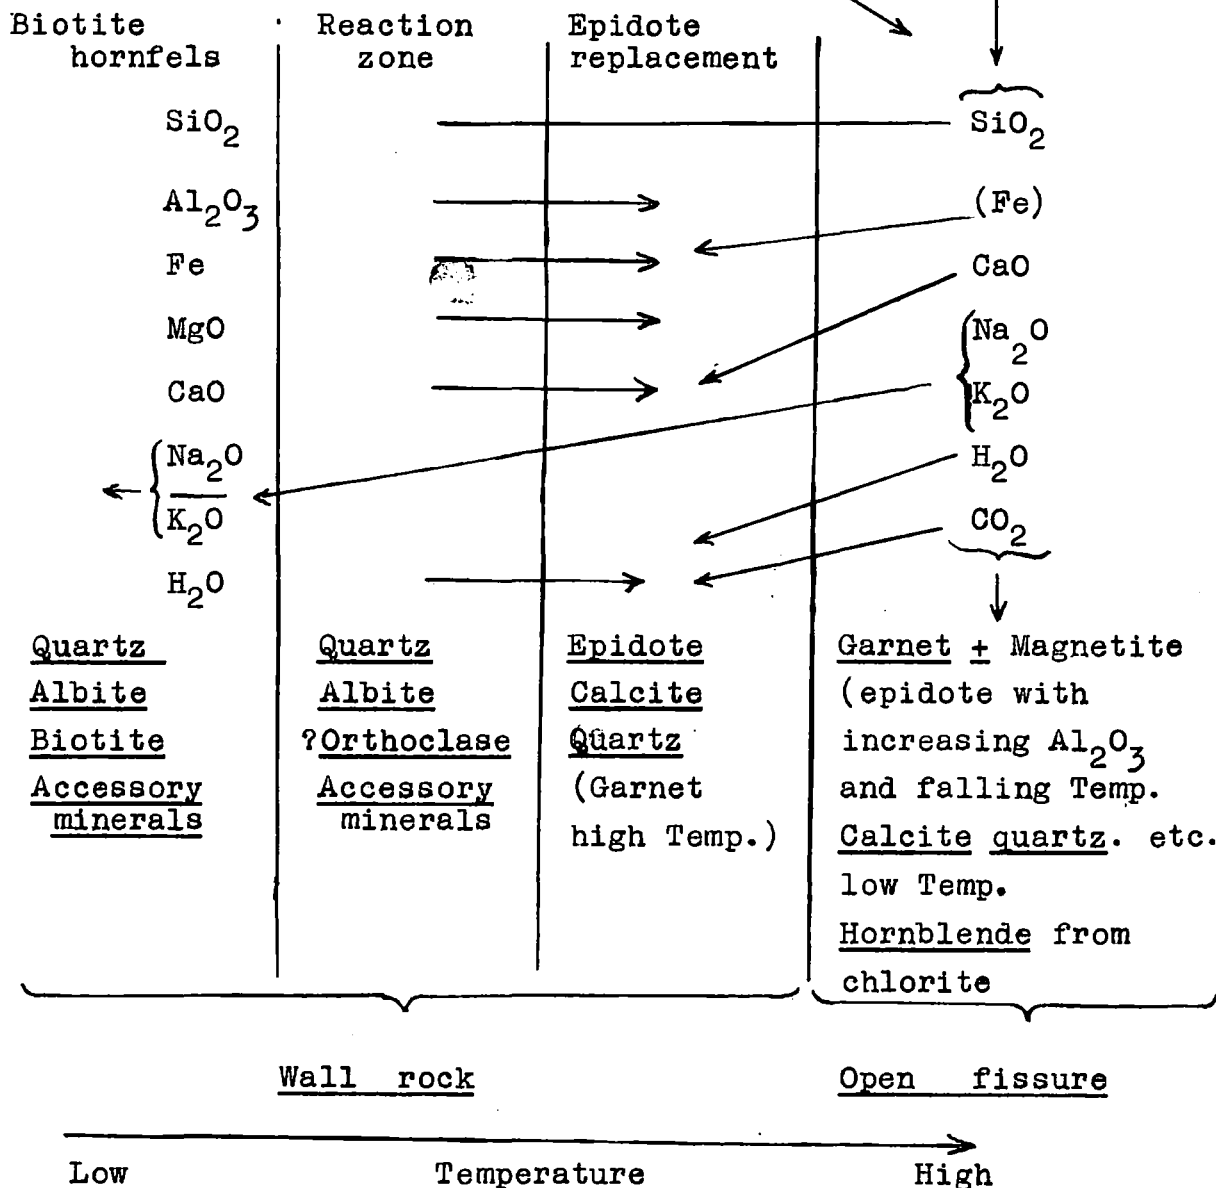 Biotite hornfels
Reaction zone
Epidote replacement
SiO2
SiO2
Al2O3
(Fe)
Fe
CaO
MgO
Na2O
CaO
K2O
Na2O
H2O
K2O
CO2
H2O
Quartz
Albite
Biotite
Accessory
minerals
Quartz
Albite
?Orthoclase
Accessory
minerals
Epidote
Calcite
Quartz
(Garnet
high Temp.)
Garnet ± Magnetite
(epidote with
increasing Al2O3
and falling Temp.
Calcite quartz. etc.
low Temp.
Hornblende from
chlorite
Wall rock
Open fissure
Low Temperature High